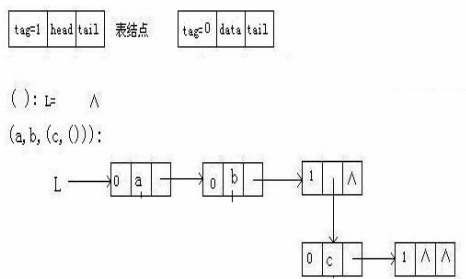 tag=1 head tail 表结点 tag=0 data tail
( ): L= ∧
(a,b,(c,())):
L 0 a 0 b 1 ∧
0 c 1 ∧ ∧